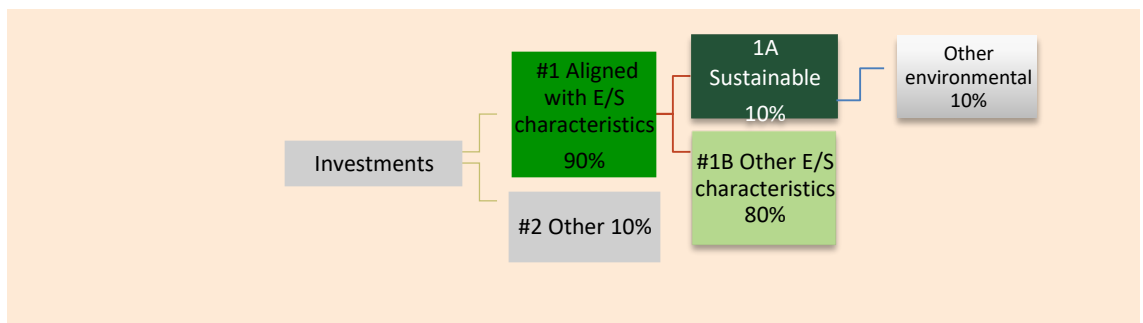 Investments
#1 Aligned
with E/S
characteristics
90%
#2 Other 10%
1A
Sustainable
10%
#1B Other E/S
characteristics
80%
Other
environmental
10%